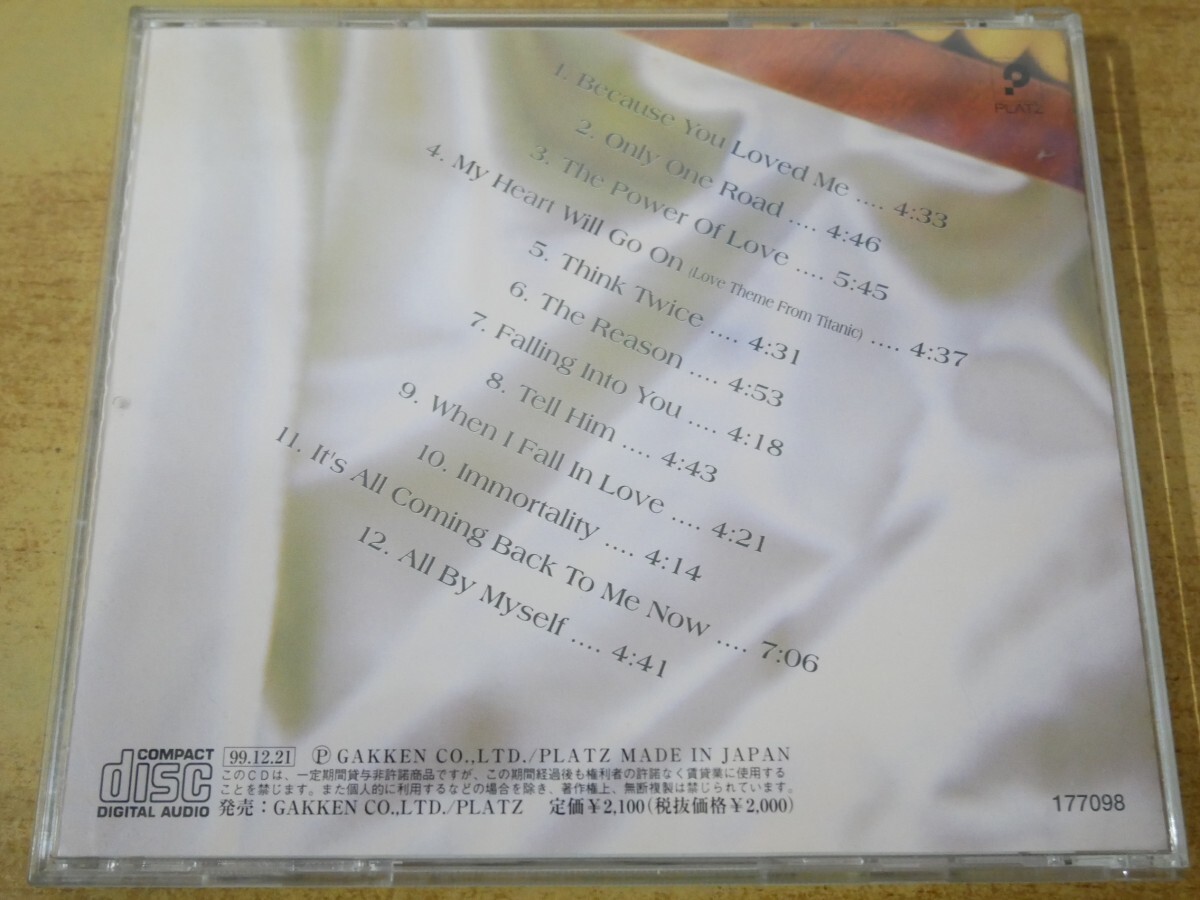 PLATZ
1. Because You Loved Me .... 4:33
2. Only One Road .... 4:46
3. The Power Of Love .... 5:45
4. My Heart Will Go On (Love Theme From Titanic) .... 4:37
5. Think Twice .... 4:31
6. The Reason .... 4:53
7. Falling Into You .... 4:18
8. Tell Him .... 4:43
9. When I Fall In Love .... 4:21
10. Immortality .... 4:14
11. It's All Coming Back To Me Now .... 7:06
12. All By Myself .... 4:41
COMPACT
disc
DIGITAL AUDIO
99.12.21 Ⓟ GAKKEN CO.,LTD./PLATZ MADE IN JAPAN
このCDは、一定期間貸与非許諾商品ですが、この期間経過後も権利者の許諾なく賃貸業に使用する
ことを禁じます。また個人的に利用するなどの場合を除き、著作権上、無断複製は禁じられています。
発売：GAKKEN CO.,LTD./PLATZ 定価￥2,100(税抜価格￥2,000)
177098